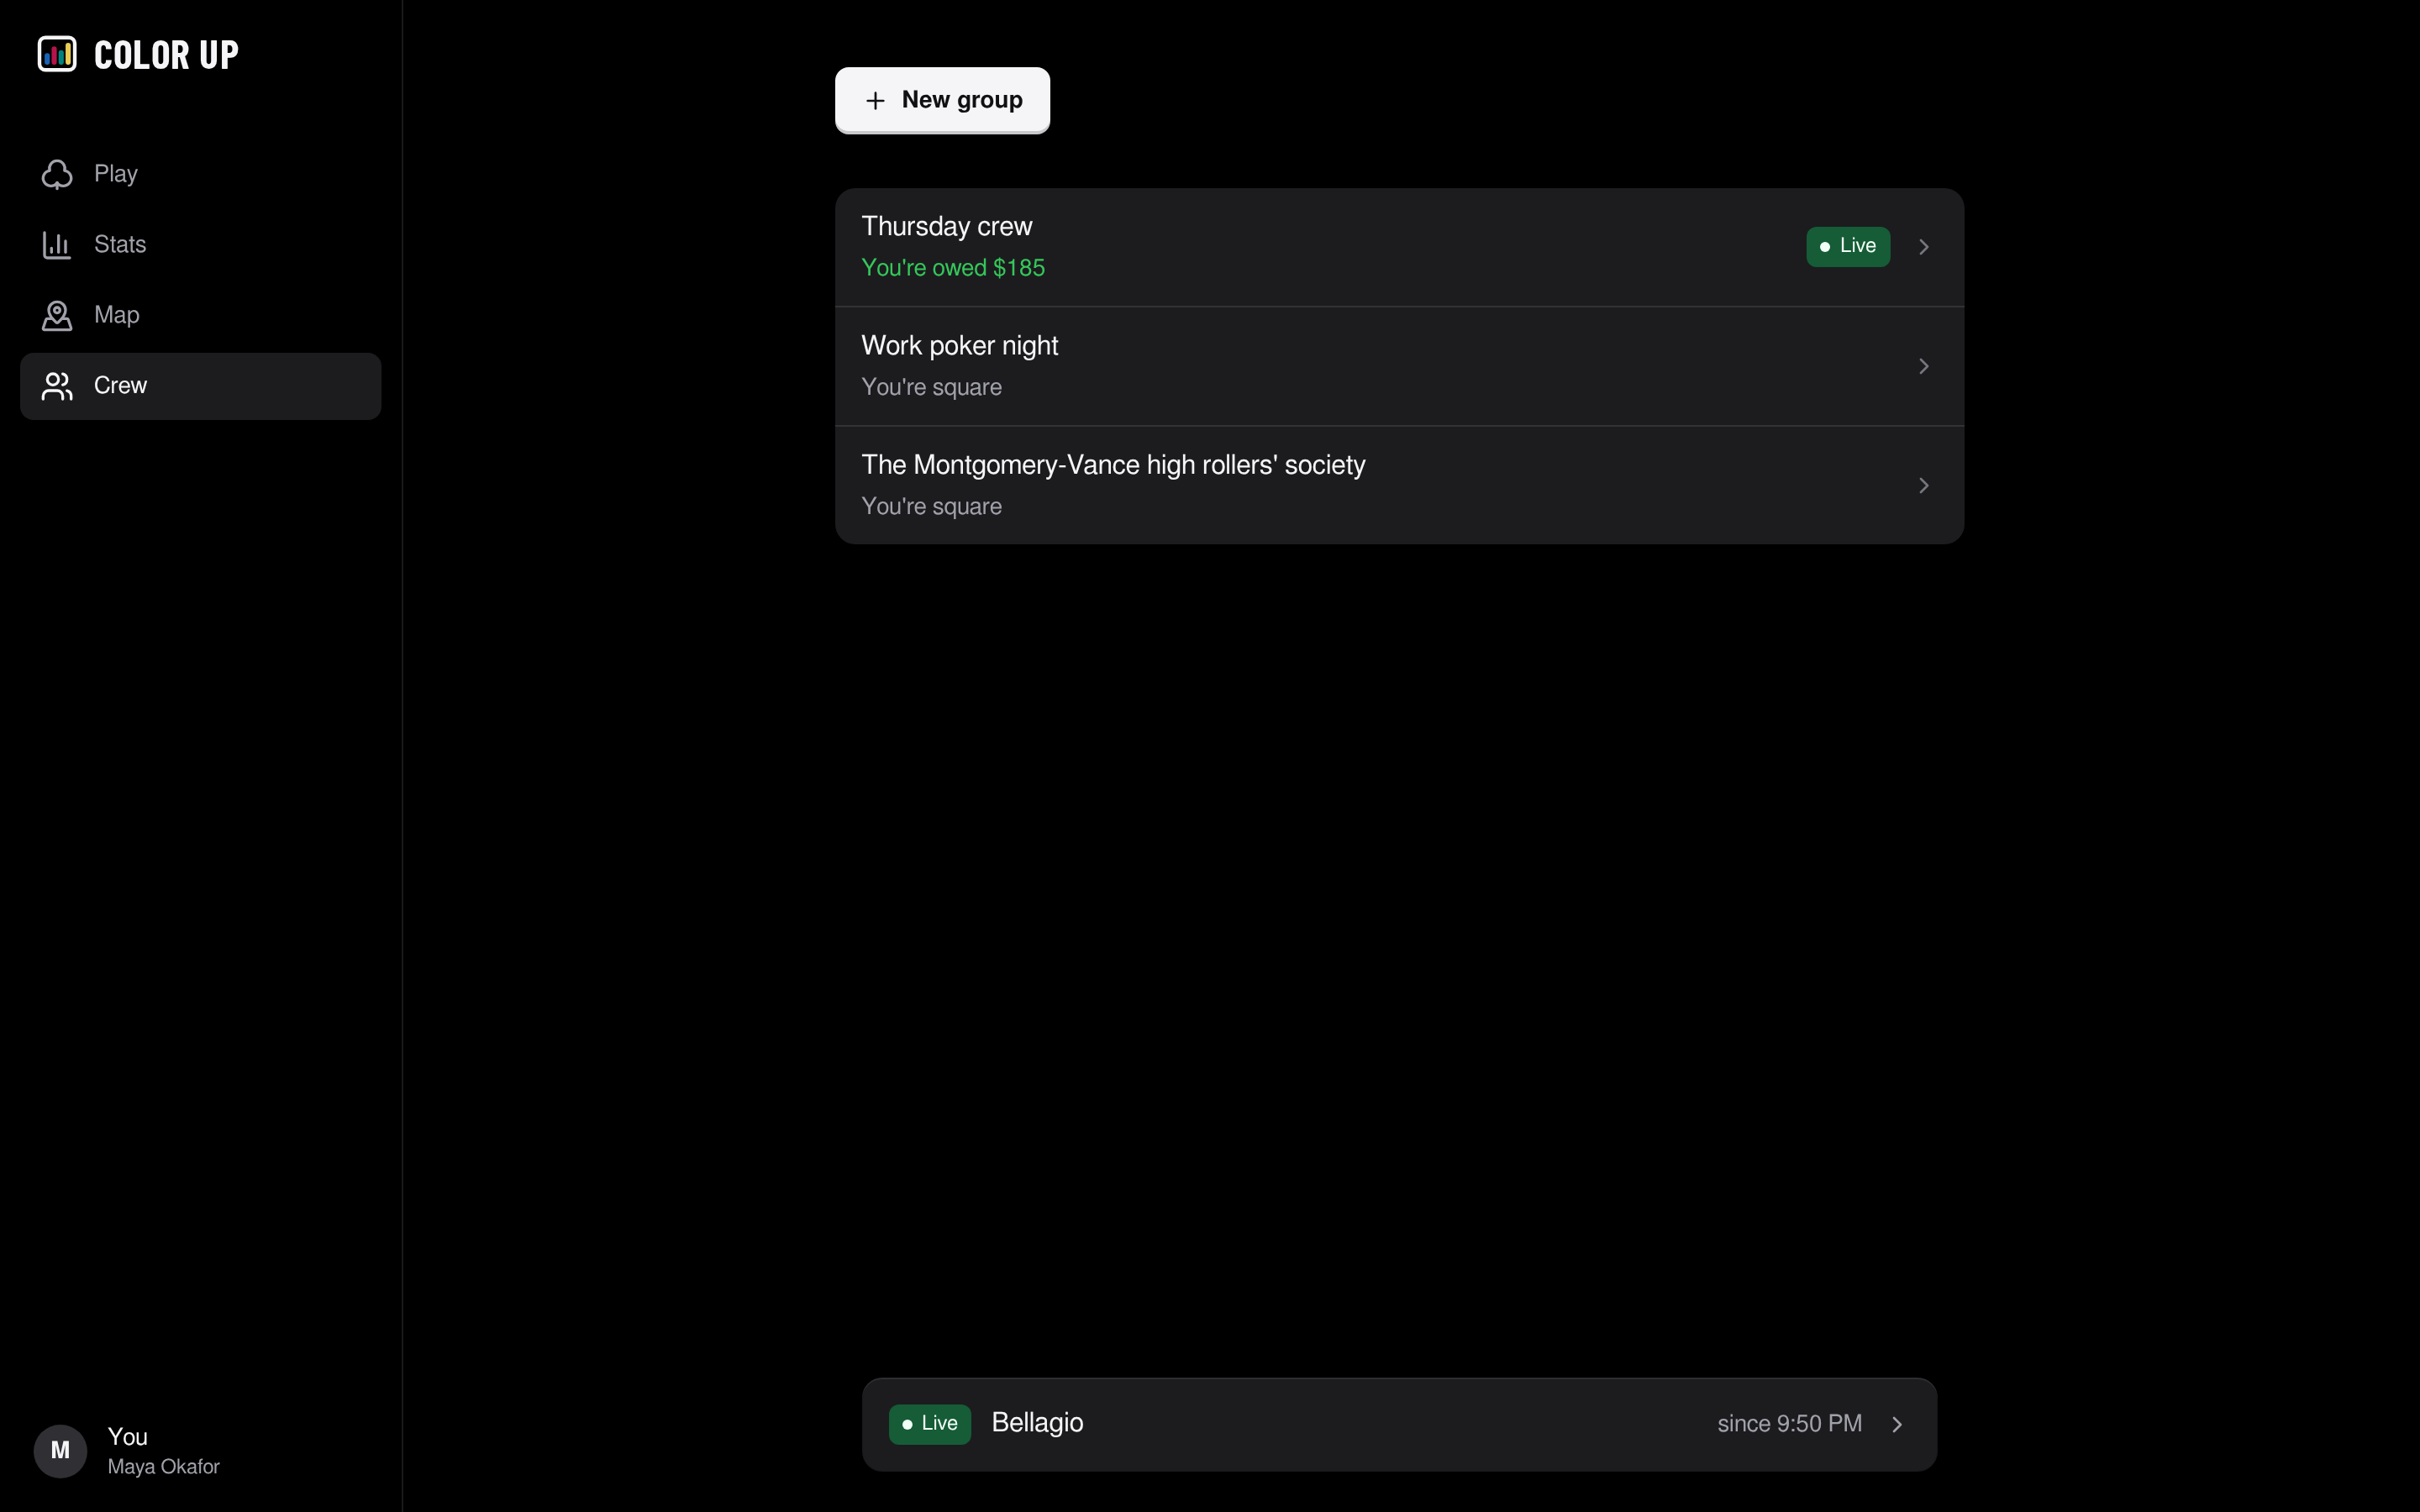 COLOR UP
Play
Stats
Map
Crew
New group
Thursday crew
You're owed $185
Live
Work poker night
You're square
The Montgomery-Vance high rollers' society
You're square
Live
Bellagio
since 9:50 PM
M
You
Maya Okafor